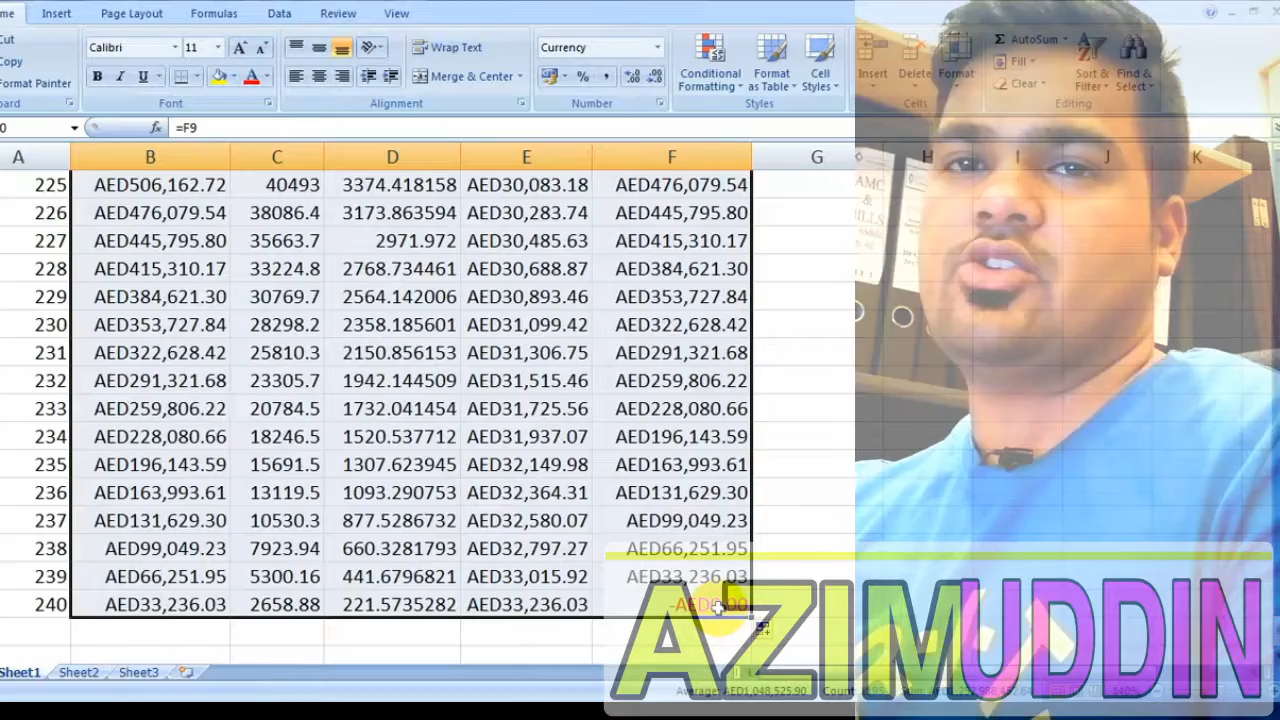 Insert Page Layout Formulas Data Review View
Cut
Copy
Format Painter
Calibri 11
Wrap Text
Merge & Center
Currency
Conditional Formatting
Format as Table
Cell Styles
Insert
Delete
Format
AutoSum
Fill
Clear
Sort & Filter
Find & Select
Font
Alignment
Number
Styles
Cells
Editing
=F9
A B C D E F G H I J K
225 AED506,162.72 40493 3374.418158 AED30,083.18 AED476,079.54
226 AED476,079.54 38086.4 3173.863594 AED30,283.74 AED445,795.80
227 AED445,795.80 35663.7 2971.972 AED30,485.63 AED415,310.17
228 AED415,310.17 33224.8 2768.734461 AED30,688.87 AED384,621.30
229 AED384,621.30 30769.7 2564.142006 AED30,893.46 AED353,727.84
230 AED353,727.84 28298.2 2358.185601 AED31,099.42 AED322,628.42
231 AED322,628.42 25810.3 2150.856153 AED31,306.75 AED291,321.68
232 AED291,321.68 23305.7 1942.144509 AED31,515.46 AED259,806.22
233 AED259,806.22 20784.5 1732.041454 AED31,725.56 AED228,080.66
234 AED228,080.66 18246.5 1520.537712 AED31,937.07 AED196,143.59
235 AED196,143.59 15691.5 1307.623945 AED32,149.98 AED163,993.61
236 AED163,993.61 13119.5 1093.290753 AED32,364.31 AED131,629.30
237 AED131,629.30 10530.3 877.5286732 AED32,580.07 AED99,049.23
238 AED99,049.23 7923.94 660.3281793 AED32,797.27 AED66,251.95
239 AED66,251.95 5300.16 441.6796821 AED33,015.92 AED33,236.03
240 AED33,236.03 2658.88 221.5735282 AED33,236.03 -AED0.00
AZIMUDDIN
Sheet1 Sheet2 Sheet3
Average: AED1,048,525.90
140%